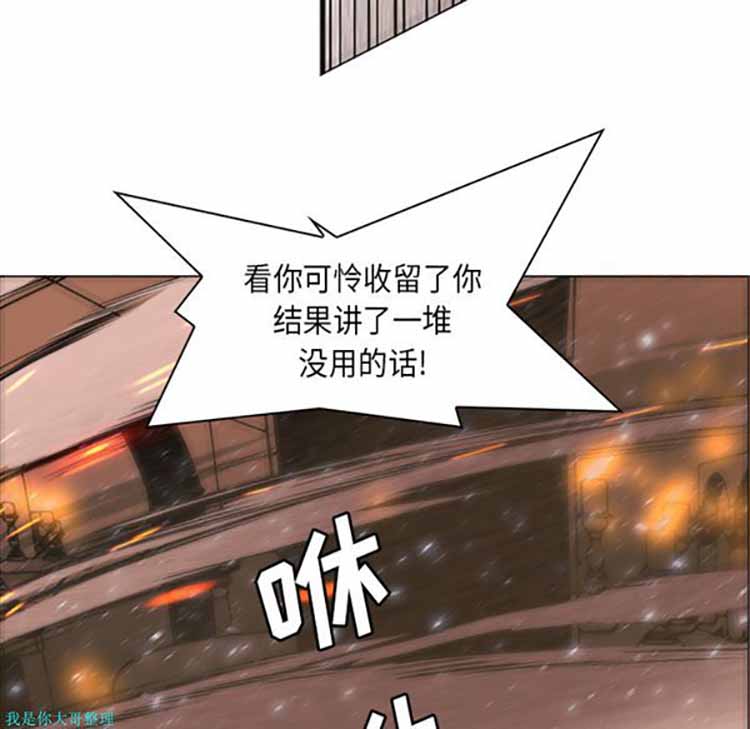 看你可怜收留了你
结果讲了一堆
没用的话!
咻
我是你大哥整理